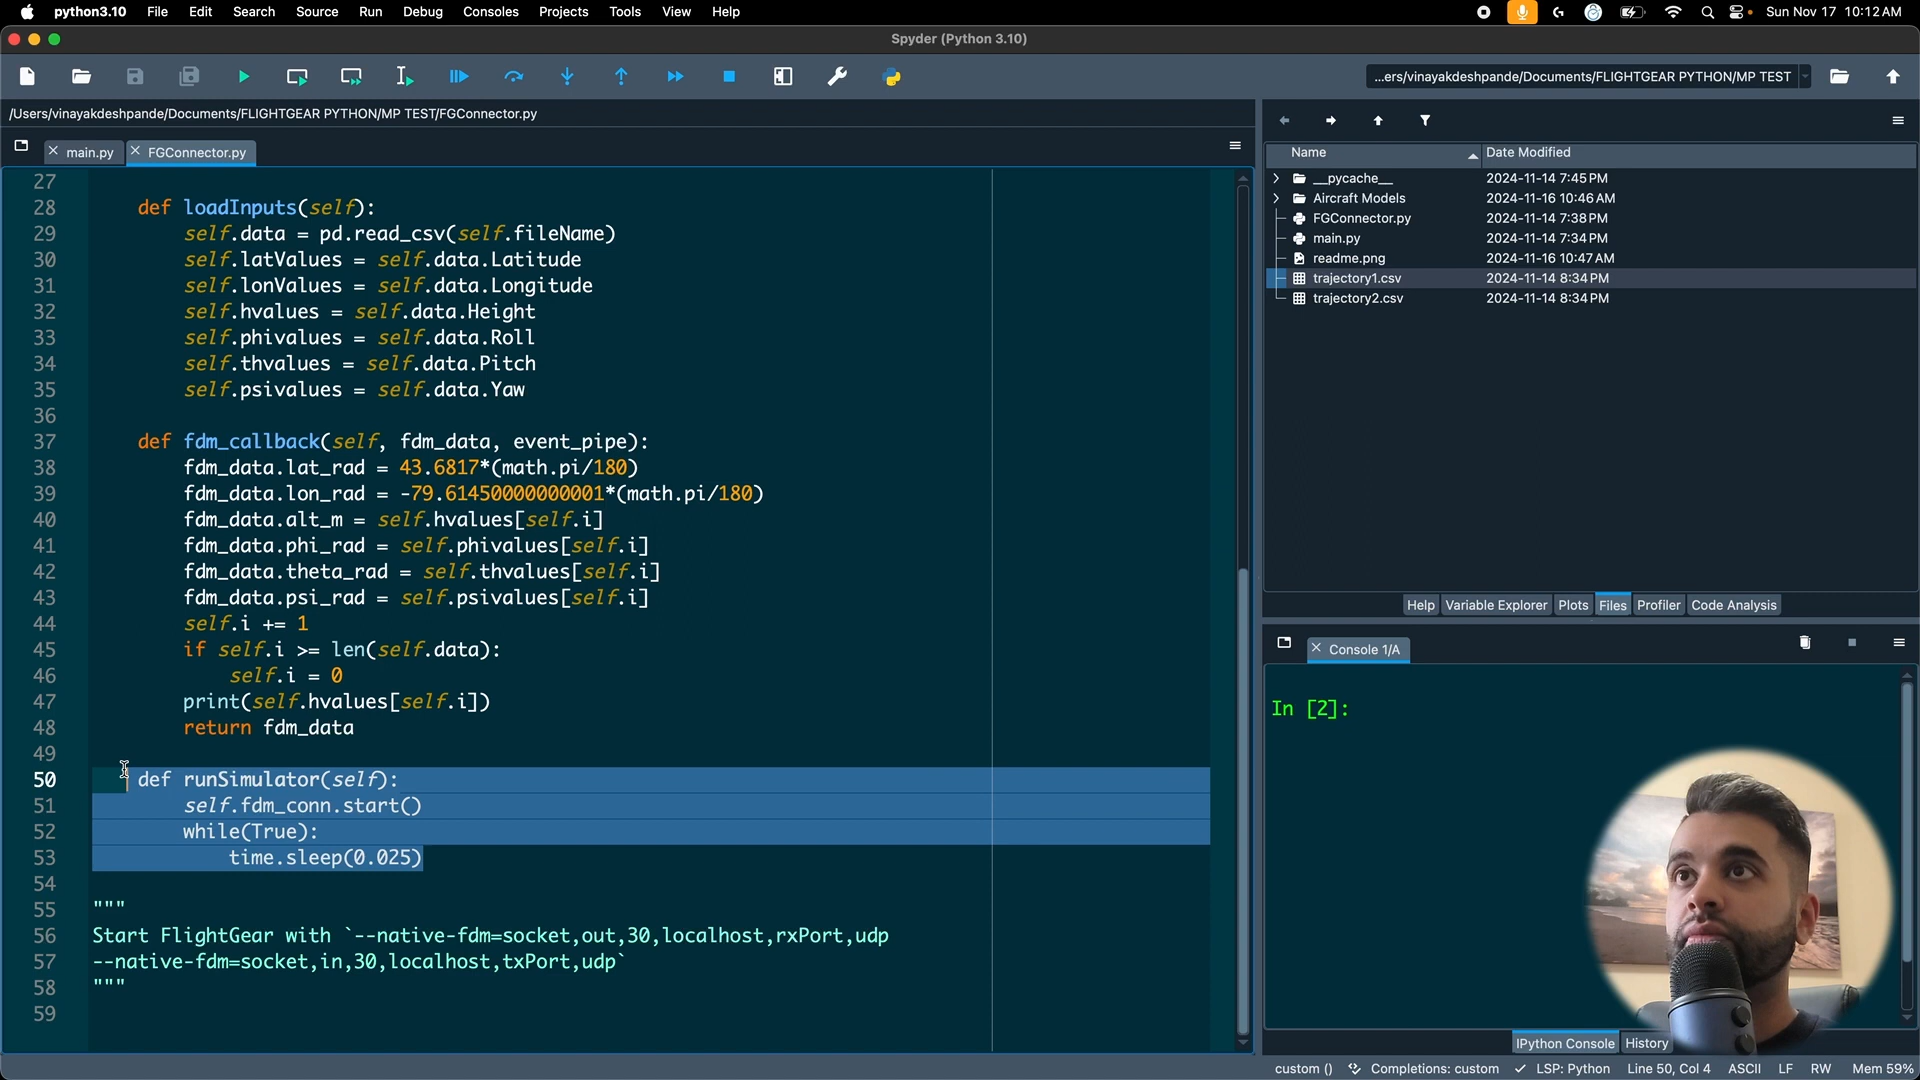 python3.10 File Edit Search Source Run Debug Consoles Projects Tools View Help Sun Nov 17 10:12 AM
Spyder (Python 3.10)
...ers/vinayakdeshpande/Documents/FLIGHTGEAR PYTHON/MP TEST
/Users/vinayakdeshpande/Documents/FLIGHTGEAR PYTHON/MP TEST/FGConnector.py
main.py FGConnector.py
27
28 def loadInputs(self):
29 self.data = pd.read_csv(self.fileName)
30 self.latValues = self.data.Latitude
31 self.lonValues = self.data.Longitude
32 self.hvalues = self.data.Height
33 self.phivalues = self.data.Roll
34 self.thvalues = self.data.Pitch
35 self.psivalues = self.data.Yaw
36
37 def fdm_callback(self, fdm_data, event_pipe):
38 fdm_data.lat_rad = 43.6817*(math.pi/180)
39 fdm_data.lon_rad = -79.61450000000001*(math.pi/180)
40 fdm_data.alt_m = self.hvalues[self.i]
41 fdm_data.phi_rad = self.phivalues[self.i]
42 fdm_data.theta_rad = self.thvalues[self.i]
43 fdm_data.psi_rad = self.psivalues[self.i]
44 self.i += 1
45 if self.i >= len(self.data):
46 self.i = 0
47 print(self.hvalues[self.i])
48 return fdm_data
49
50 def runSimulator(self):
51 self.fdm_conn.start()
52 while(True):
53 time.sleep(0.025)
54
55 """
56 Start FlightGear with `--native-fdm=socket,out,30,localhost,rxPort,udp
57 --native-fdm=socket,in,30,localhost,txPort,udp`
58 """
59
Name Date Modified
__pycache__ 2024-11-14 7:45 PM
Aircraft Models 2024-11-16 10:46 AM
FGConnector.py 2024-11-14 7:38 PM
main.py 2024-11-14 7:34 PM
readme.png 2024-11-16 10:47 AM
trajectory1.csv 2024-11-14 8:34 PM
trajectory2.csv 2024-11-14 8:34 PM
Help Variable Explorer Plots Files Profiler Code Analysis
Console 1/A
In [2]:
IPython Console History
custom () Completions: custom LSP: Python Line 50, Col 4 ASCII LF RW Mem 59%